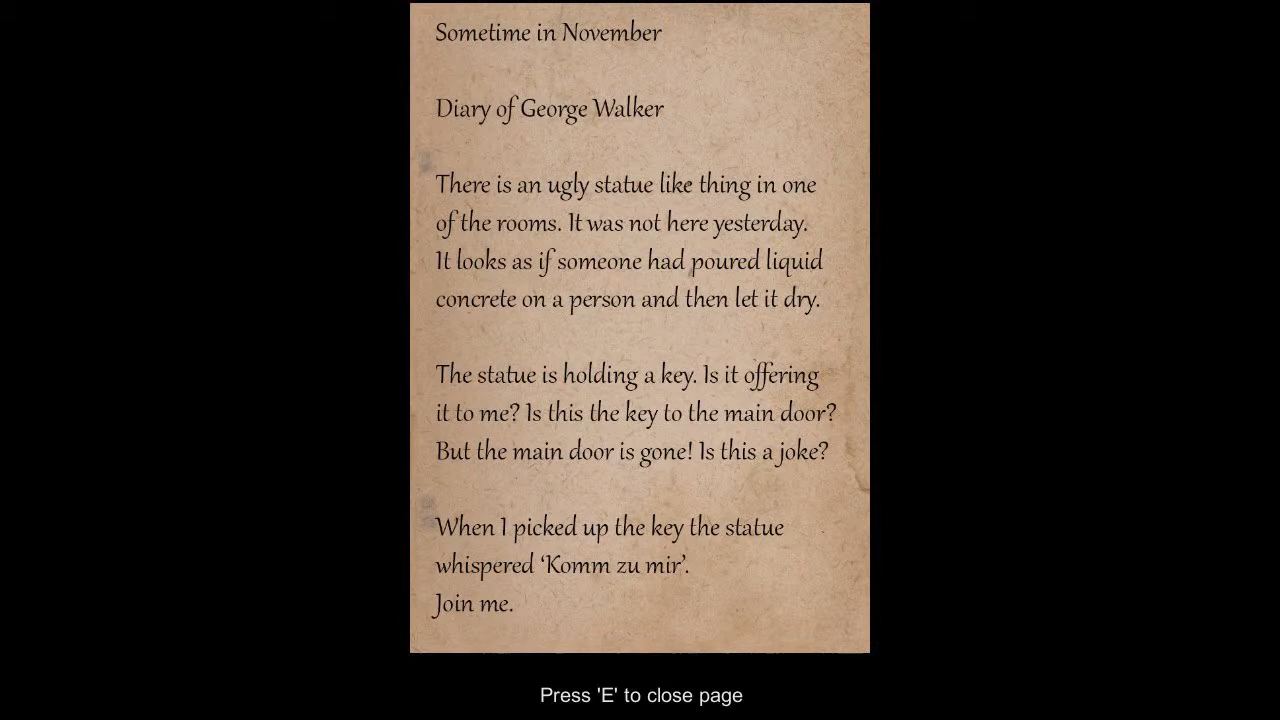 Sometime in November
Diary of George Walker
There is an ugly statue like thing in one
of the rooms. It was not here yesterday.
It looks as if someone had poured liquid
concrete on a person and then let it dry.
The statue is holding a key. Is it offering
it to me? Is this the key to the main door?
But the main door is gone! Is this a joke?
When I picked up the key the statue
whispered ‘Komm zu mir’.
Join me.
Press 'E' to close page